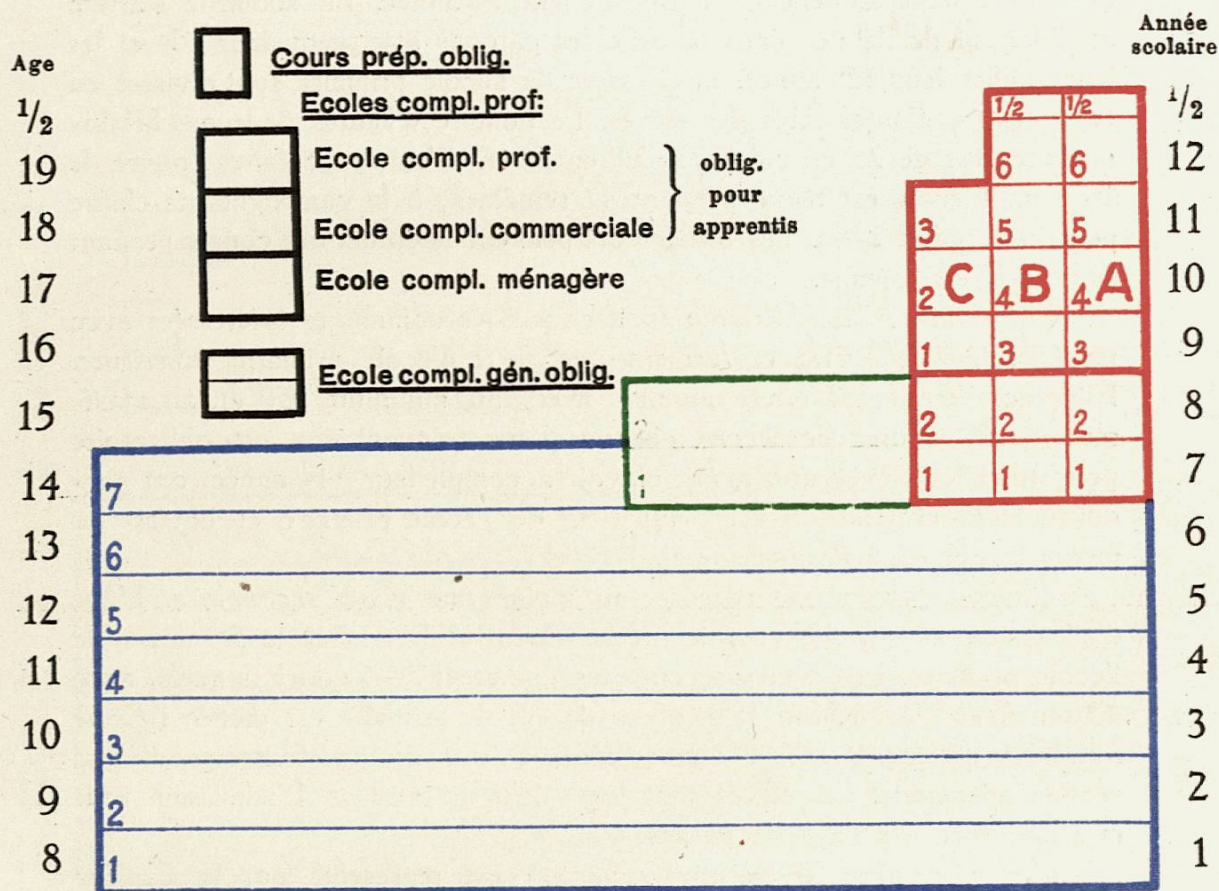 Année
scolaire
Age
Cours prép. oblig.
Ecoles compl. prof:
Ecole compl. prof.
Ecole compl. commerciale
oblig.
pour
apprentis
Ecole compl. ménagère
Ecole compl. gén. oblig.
1/2
19
18
17
16
15
14
13
12
11
10
9
8
1/2 1/2 1/2
6 6 12
3 5 5 11
2 C 4 B 4 A 10
1 3 3 9
2 2 2 8
1 1 1 1 7
7
6 6
5 5
4 4
3 3
2 2
1 1